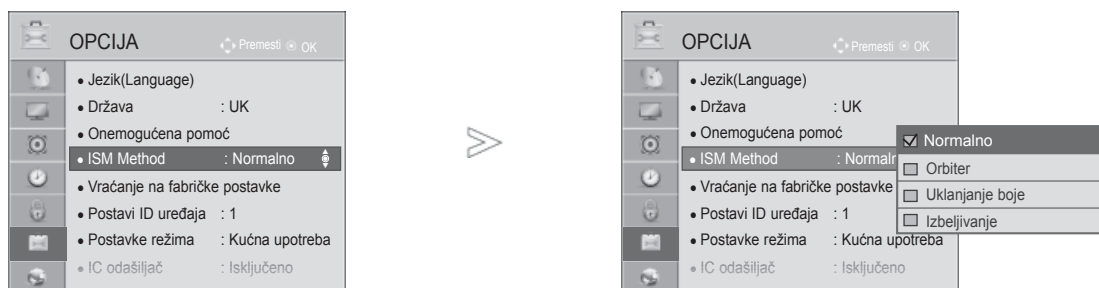 OPCIJA Premesti OK
• Jezik(Language)
• Država : UK
• Onemogućena pomoć
• ISM Method : Normalno
• Vraćanje na fabričke postavke
• Postavi ID uređaja : 1
• Postavke režima : Kućna upotreba
• IC odašiljač : Isključeno
>
OPCIJA Premesti OK
• Jezik(Language)
• Država : UK
• Onemogućena pomoć
• ISM Method : Normaln
• Vraćanje na fabričke postavke
• Postavi ID uređaja : 1
• Postavke režima : Kućna upotreba
• IC odašiljač : Isključeno
Normalno
Orbiter
Uklanjanje boje
Izbeljivanje